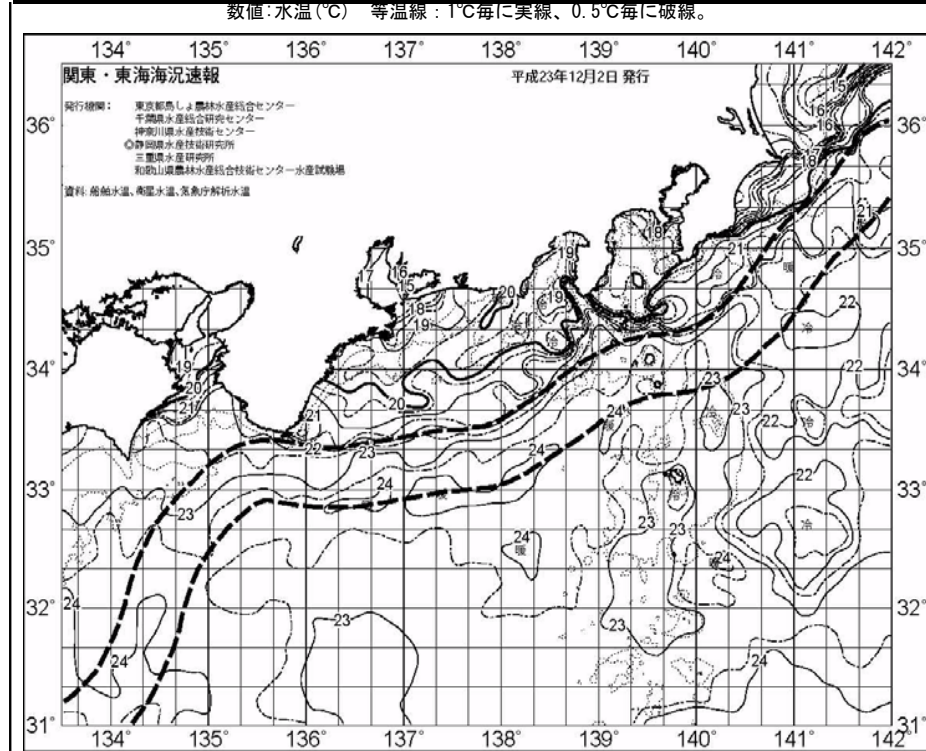 数値:水温(℃) 等温線:1℃毎に実線、0.5℃毎に破線。
134° 135° 136° 137° 138° 139° 140° 141° 142°
関東・東海海況速報
平成23年12月2日 発行
発行機関: 東京都島しょ農林水産総合センター
千葉県水産総合研究センター
神奈川県水産技術センター
◎静岡県水産技術研究所
三重県水産研究所
和歌山県農林水産総合技術センター水産試験場
資料: 船舶水温、衛星水温、気象庁解析水温
36° 36°
15
16
16
17
18
35° 35°
21
18
21
19
冷
暖
17
16
15
20
19
冷
22
18
19
冷
冷
冷
34° 34°
19
20
22
23
20
21
21
24
暖
23
冷
22
冷
22
23
24
33° 33°
24
暖
22
冷
23
24
暖
23
23
冷
24
暖
32° 32°
24
23
23
24
24
31° 31°
134° 135° 136° 137° 138° 139° 140° 141° 142°